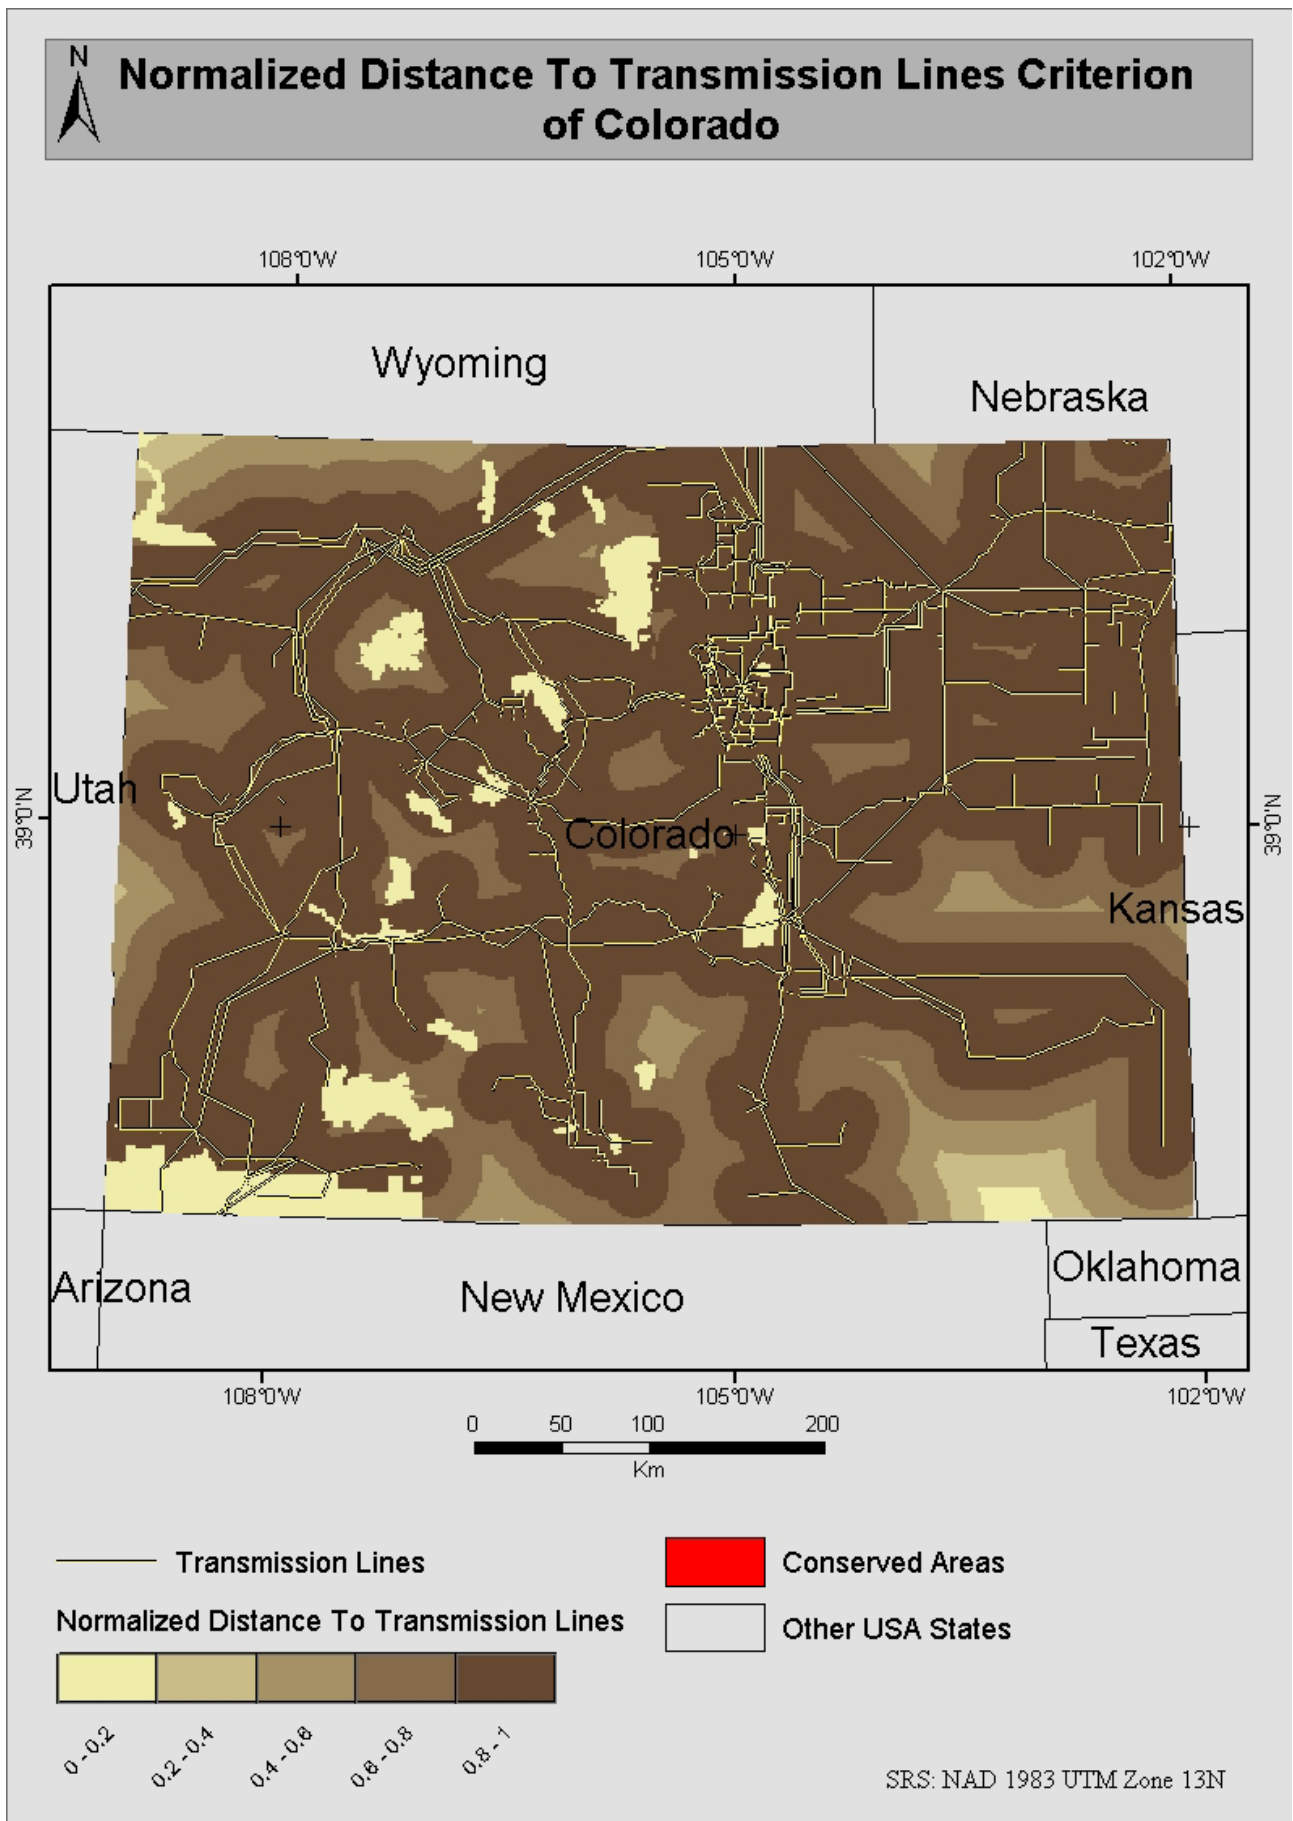 N
Normalized Distance To Transmission Lines Criterion
of Colorado
108°0'W
105°0'W
102°0'W
Wyoming
Nebraska
Utah
39°0'N
Colorado
39°0'N
Kansas
Arizona
New Mexico
Oklahoma
Texas
108°0'W
105°0'W
102°0'W
0 50 100 200
Km
Transmission Lines
Conserved Areas
Normalized Distance To Transmission Lines
Other USA States
0 - 0.2
0.2 - 0.4
0.4 - 0.6
0.6 - 0.8
0.8 - 1
SRS: NAD 1983 UTM Zone 13N